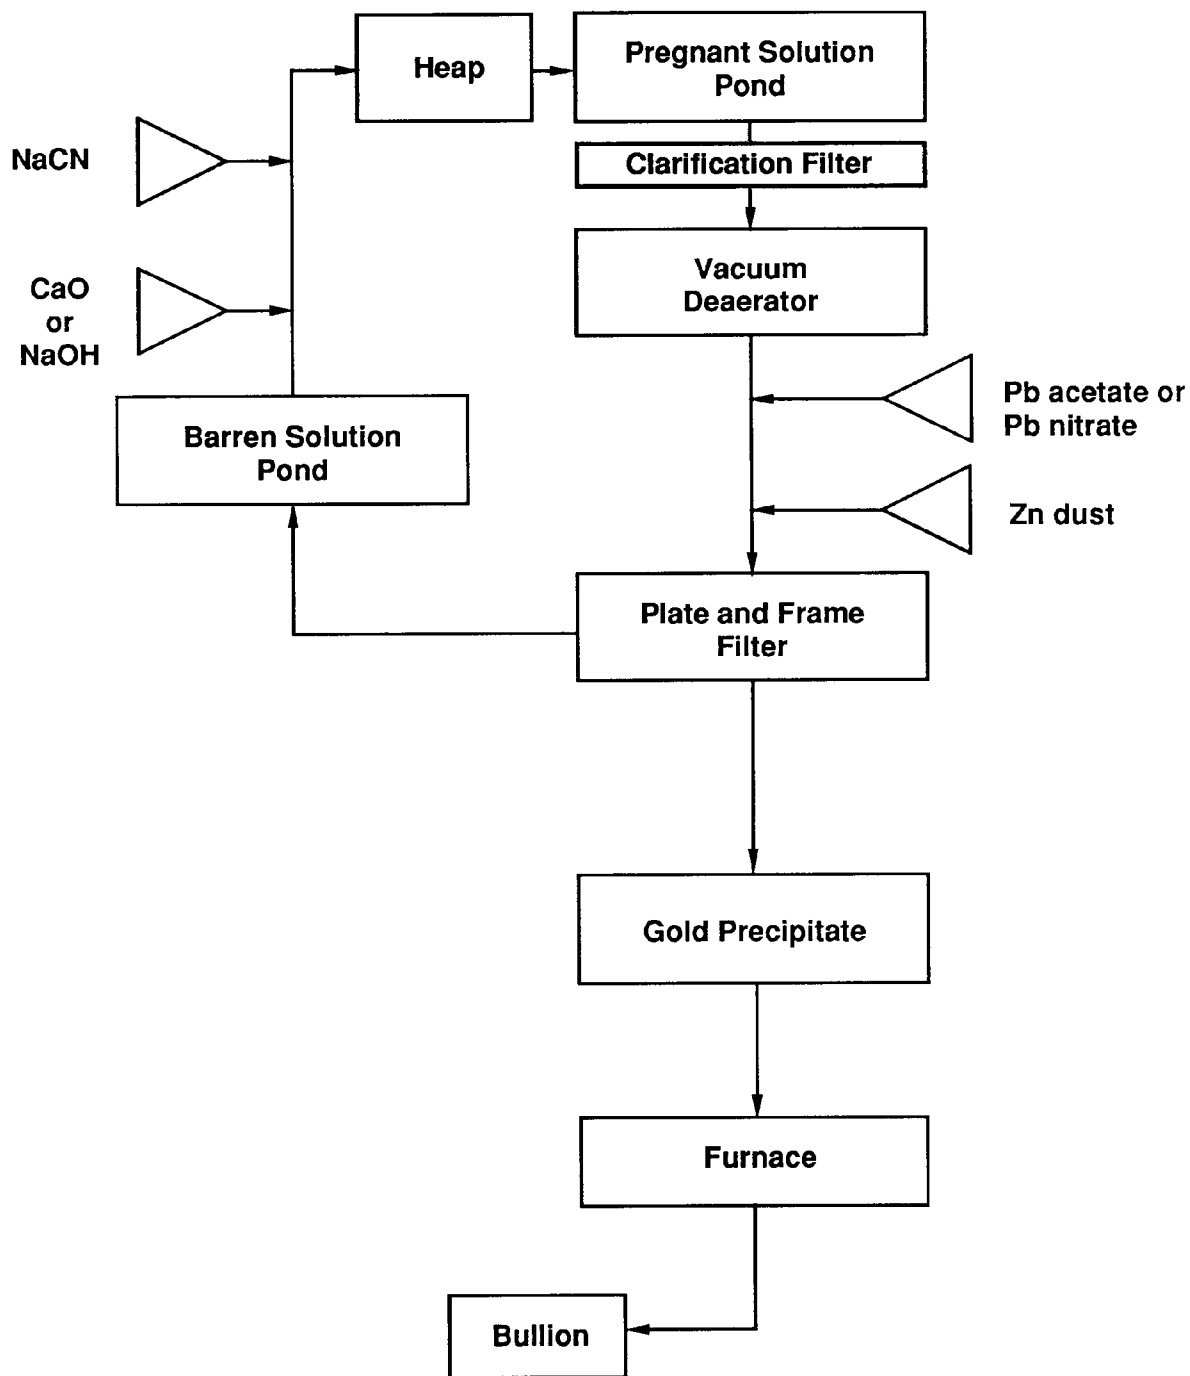 Heap
Pregnant Solution
Pond
NaCN
Clarification Filter
Vacuum
Deaerator
CaO
or
NaOH
Pb acetate or
Pb nitrate
Barren Solution
Pond
Zn dust
Plate and Frame
Filter
Gold Precipitate
Furnace
Bullion